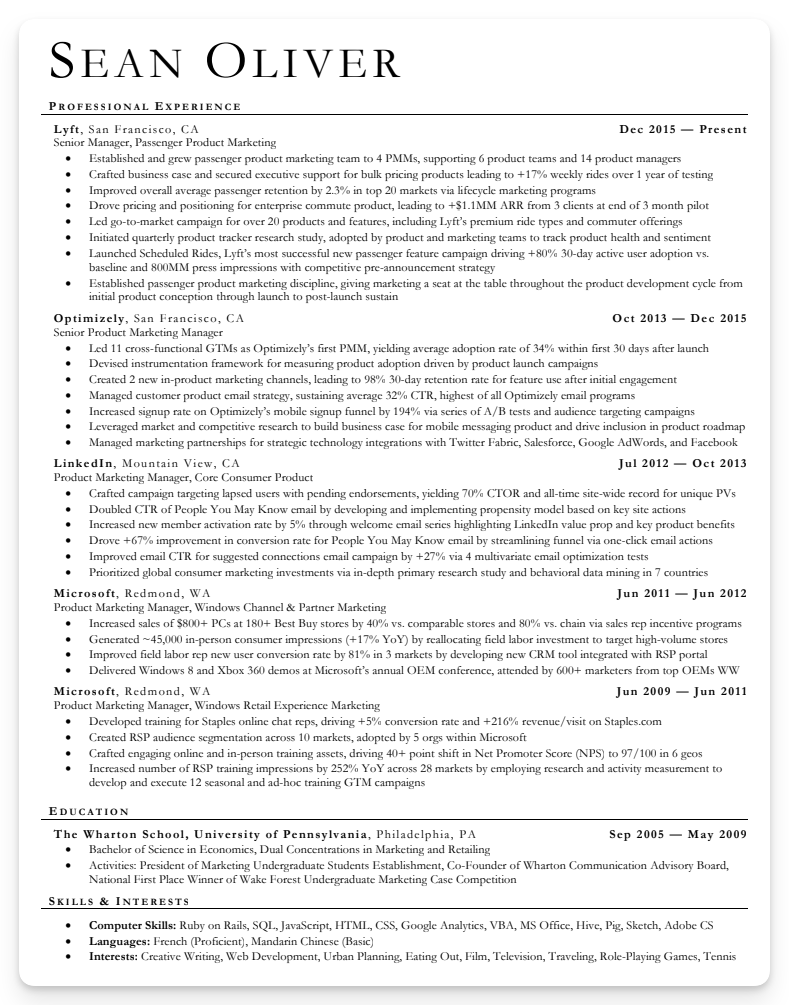 SEAN OLIVER
PROFESSIONAL EXPERIENCE
Lyft, San Francisco, CA Dec 2015 — Present
Senior Manager, Passenger Product Marketing
• Established and grew passenger product marketing team to 4 PMMs, supporting 6 product teams and 14 product managers
• Crafted business case and secured executive support for bulk pricing products leading to +17% weekly rides over 1 year of testing
• Improved overall average passenger retention by 2.3% in top 20 markets via lifecycle marketing programs
• Drove pricing and positioning for enterprise commute product, leading to +$1.1MM ARR from 3 clients at end of 3 month pilot
• Led go-to-market campaign for over 20 products and features, including Lyft's premium ride types and commuter offerings
• Initiated quarterly product tracker research study, adopted by product and marketing teams to track product health and sentiment
• Launched Scheduled Rides, Lyft's most successful new passenger feature campaign driving +80% 30-day active user adoption vs.
baseline and 800MM press impressions with competitive pre-announcement strategy
• Established passenger product marketing discipline, giving marketing a seat at the table throughout the product development cycle from
initial product conception through launch to post-launch sustain
Optimizely, San Francisco, CA Oct 2013 — Dec 2015
Senior Product Marketing Manager
• Led 11 cross-functional GTMs as Optimizely's first PMM, yielding average adoption rate of 34% within first 30 days after launch
• Devised instrumentation framework for measuring product adoption driven by product launch campaigns
• Created 2 new in-product marketing channels, leading to 98% 30-day retention rate for feature use after initial engagement
• Managed customer product email strategy, sustaining average 32% CTR, highest of all Optimizely email programs
• Increased signup rate on Optimizely's mobile signup funnel by 194% via series of A/B tests and audience targeting campaigns
• Leveraged market and competitive research to build business case for mobile messaging product and drive inclusion in product roadmap
• Managed marketing partnerships for strategic technology integrations with Twitter Fabric, Salesforce, Google AdWords, and Facebook
LinkedIn, Mountain View, CA Jul 2012 — Oct 2013
Product Marketing Manager, Core Consumer Product
• Crafted campaign targeting lapsed users with pending endorsements, yielding 70% CTOR and all-time site-wide record for unique PVs
• Doubled CTR of People You May Know email by developing and implementing propensity model based on key site actions
• Increased new member activation rate by 5% through welcome email series highlighting LinkedIn value prop and key product benefits
• Drove +67% improvement in conversion rate for People You May Know email by streamlining funnel via one-click email actions
• Improved email CTR for suggested connections email campaign by +27% via 4 multivariate email optimization tests
• Prioritized global consumer marketing investments via in-depth primary research study and behavioral data mining in 7 countries
Microsoft, Redmond, WA Jun 2011 — Jun 2012
Product Marketing Manager, Windows Channel & Partner Marketing
• Increased sales of $800+ PCs at 180+ Best Buy stores by 40% vs. comparable stores and 80% vs. chain via sales rep incentive programs
• Generated ~45,000 in-person consumer impressions (+17% YoY) by reallocating field labor investment to target high-volume stores
• Improved field labor rep new user conversion rate by 81% in 3 markets by developing new CRM tool integrated with RSP portal
• Delivered Windows 8 and Xbox 360 demos at Microsoft's annual OEM conference, attended by 600+ marketers from top OEMs WW
Microsoft, Redmond, WA Jun 2009 — Jun 2011
Product Marketing Manager, Windows Retail Experience Marketing
• Developed training for Staples online chat reps, driving +5% conversion rate and +216% revenue/visit on Staples.com
• Created RSP audience segmentation across 10 markets, adopted by 5 orgs within Microsoft
• Crafted engaging online and in-person training assets, driving 40+ point shift in Net Promoter Score (NPS) to 97/100 in 6 geos
• Increased number of RSP training impressions by 252% YoY across 28 markets by employing research and activity measurement to
develop and execute 12 seasonal and ad-hoc training GTM campaigns
EDUCATION
The Wharton School, University of Pennsylvania, Philadelphia, PA Sep 2005 — May 2009
• Bachelor of Science in Economics, Dual Concentrations in Marketing and Retailing
• Activities: President of Marketing Undergraduate Students Establishment, Co-Founder of Wharton Communication Advisory Board,
National First Place Winner of Wake Forest Undergraduate Marketing Case Competition
SKILLS & INTERESTS
• Computer Skills: Ruby on Rails, SQL, JavaScript, HTML, CSS, Google Analytics, VBA, MS Office, Hive, Pig, Sketch, Adobe CS
• Languages: French (Proficient), Mandarin Chinese (Basic)
• Interests: Creative Writing, Web Development, Urban Planning, Eating Out, Film, Television, Traveling, Role-Playing Games, Tennis